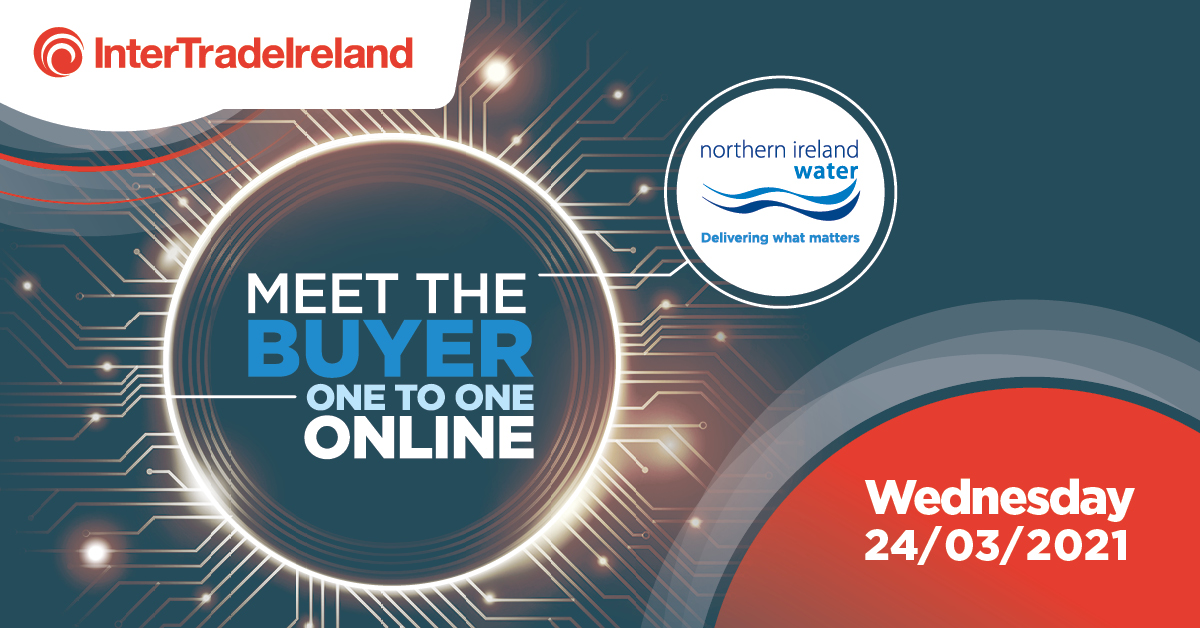 InterTradeIreland
northern ireland
water
Delivering what matters
MEET THE
BUYER
ONE TO ONE
ONLINE
Wednesday
24/03/2021